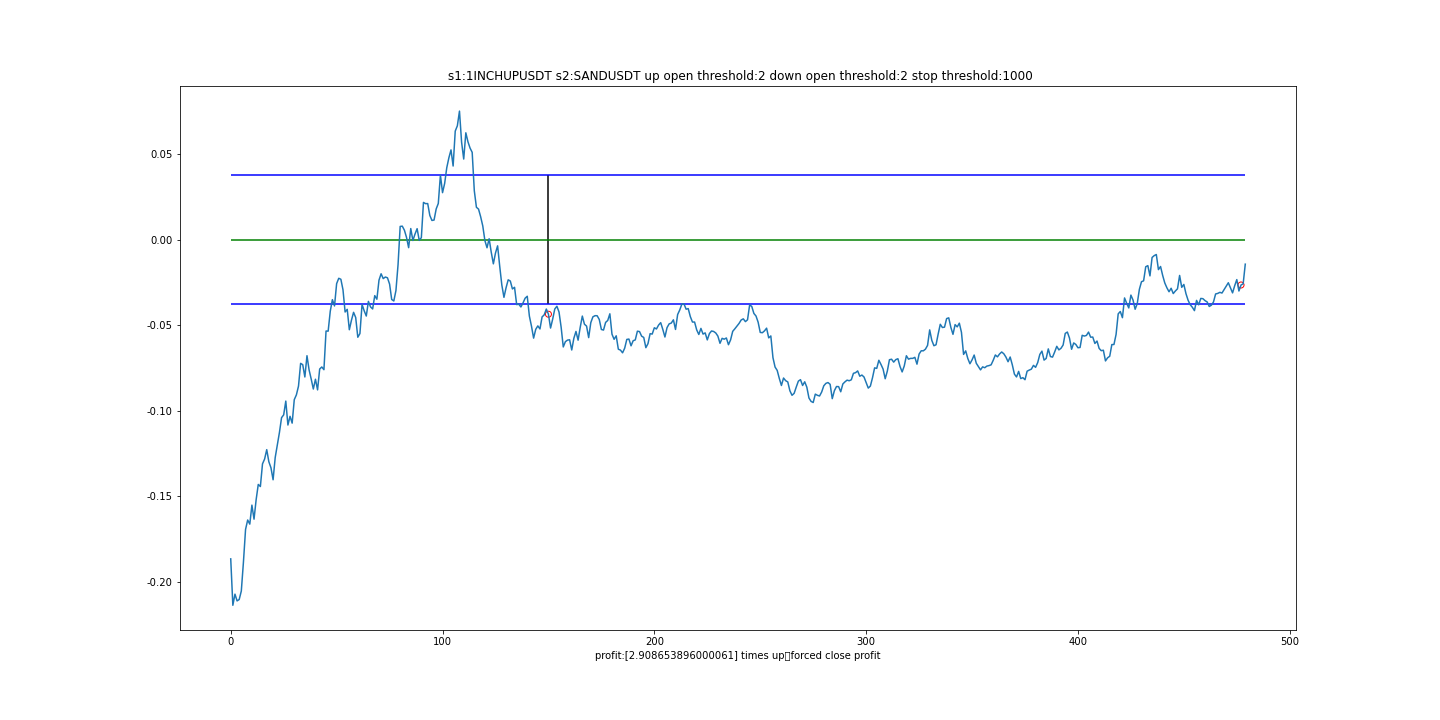 s1:1INCHUPUSDT s2:SANDUSDT up open threshold:2 down open threshold:2 stop threshold:1000
0.05
0.00
-0.05
-0.10
-0.15
-0.20
0 100 200 300 400 500
profit:[2.908653896000061] times up▯forced close profit